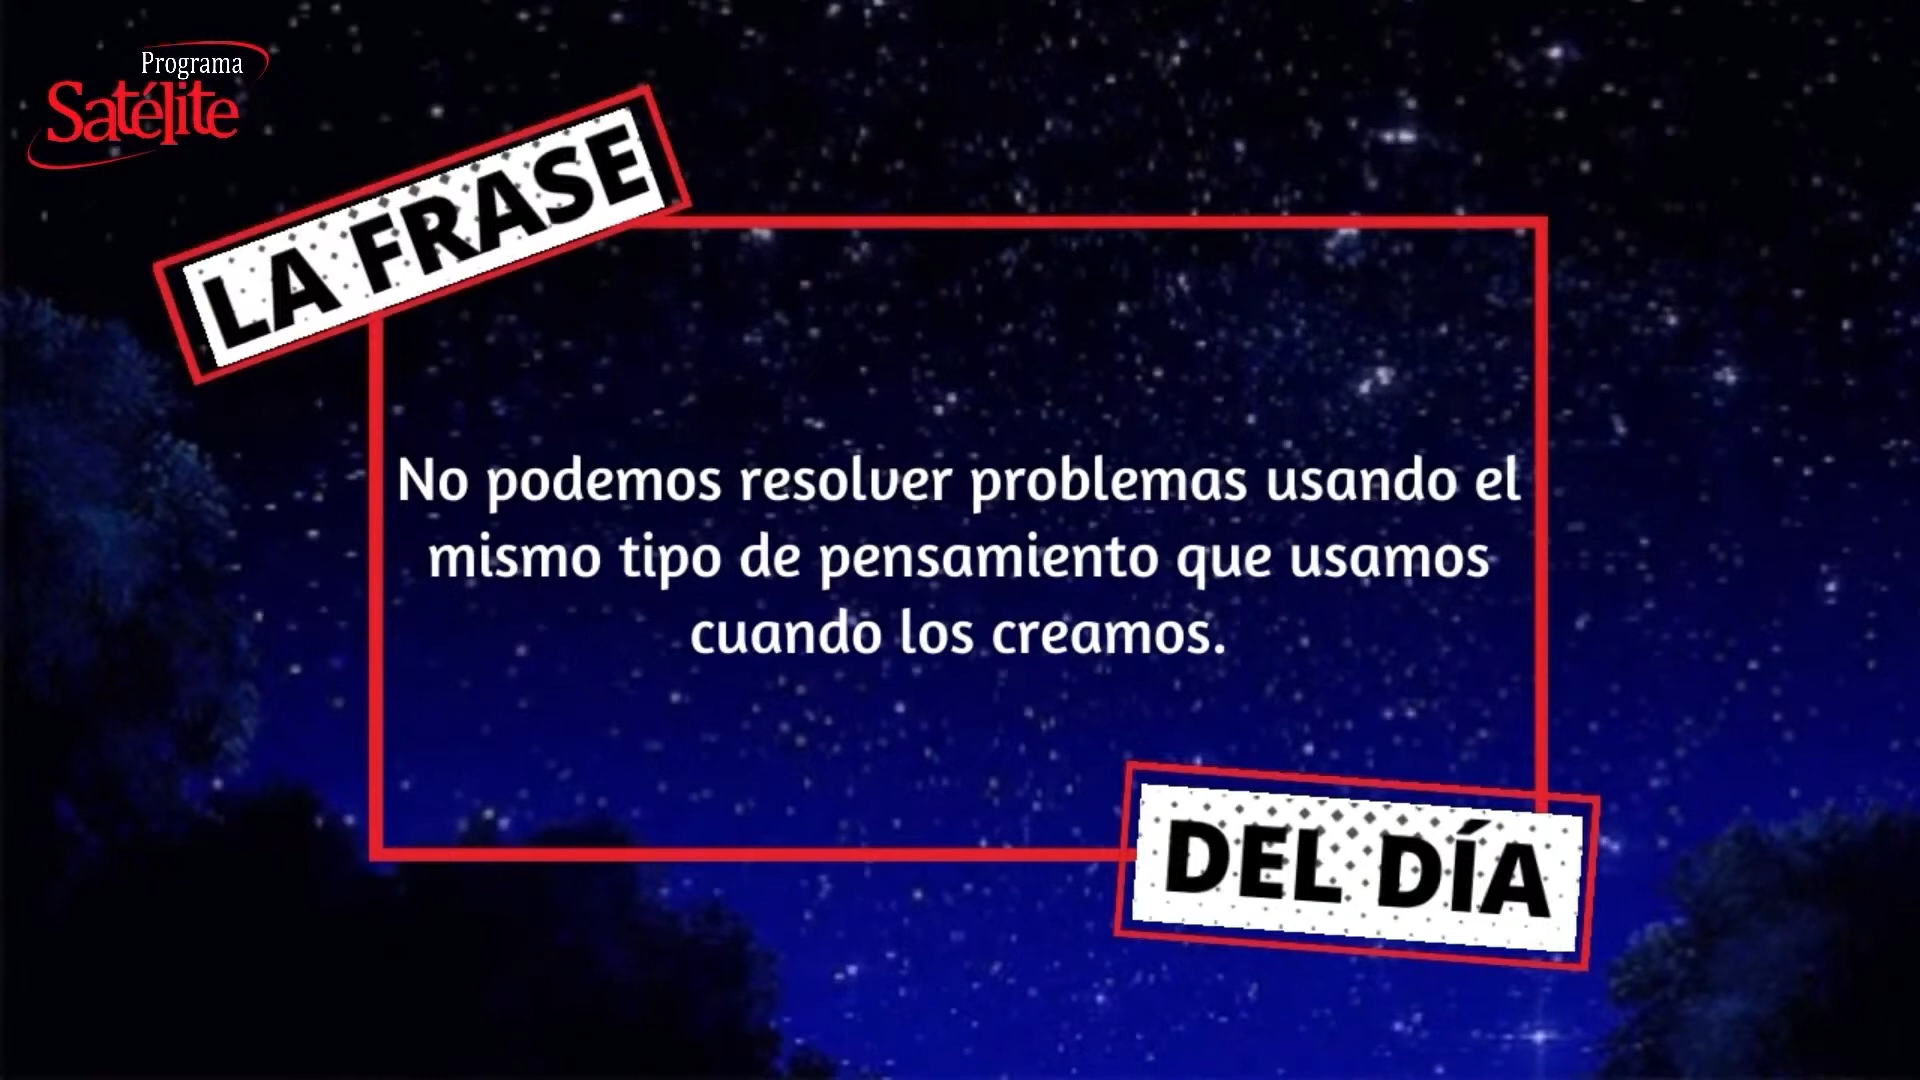 Programa
Satélite
LA FRASE
No podemos resolver problemas usando el
mismo tipo de pensamiento que usamos
cuando los creamos.
DEL DÍA